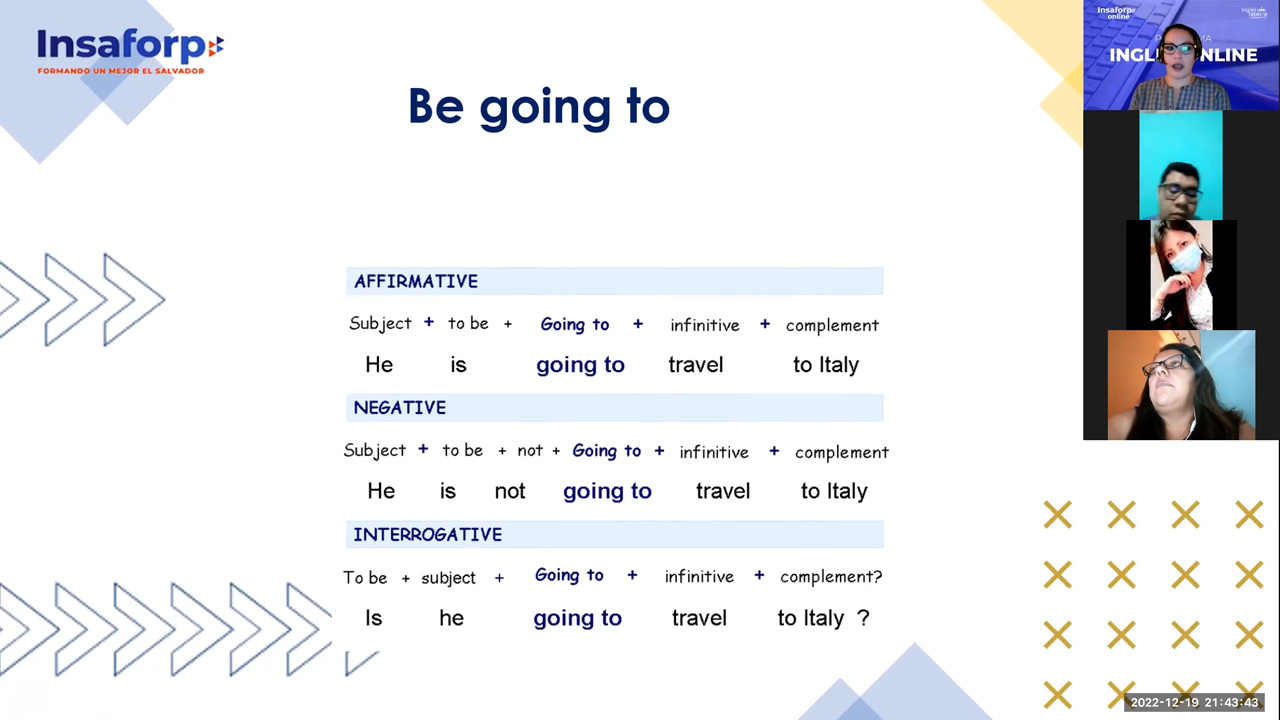 Insaforp
FORMANDO UN MEJOR EL SALVADOR
Be going to
AFFIRMATIVE
Subject + to be + Going to + infinitive + complement
He is going to travel to Italy
NEGATIVE
Subject + to be + not + Going to + infinitive + complement
He is not going to travel to Italy
INTERROGATIVE
To be + subject + Going to + infinitive + complement?
Is he going to travel to Italy ?
Insaforp
online
INGL NLINE
2022-12-19 21:43:43